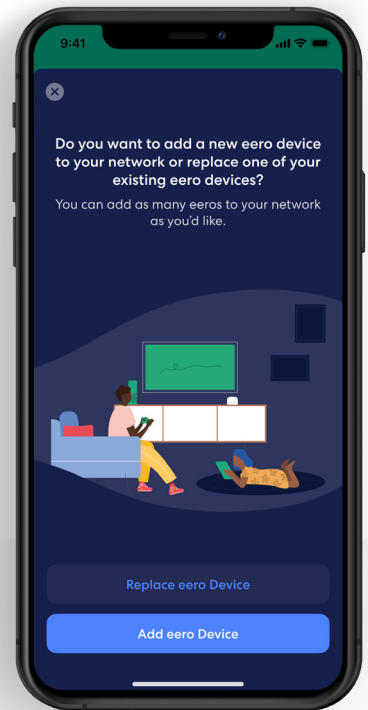 9:41
Do you want to add a new eero device
to your network or replace one of your
existing eero devices?
You can add as many eeros to your network
as you'd like.
Replace eero Device
Add eero Device